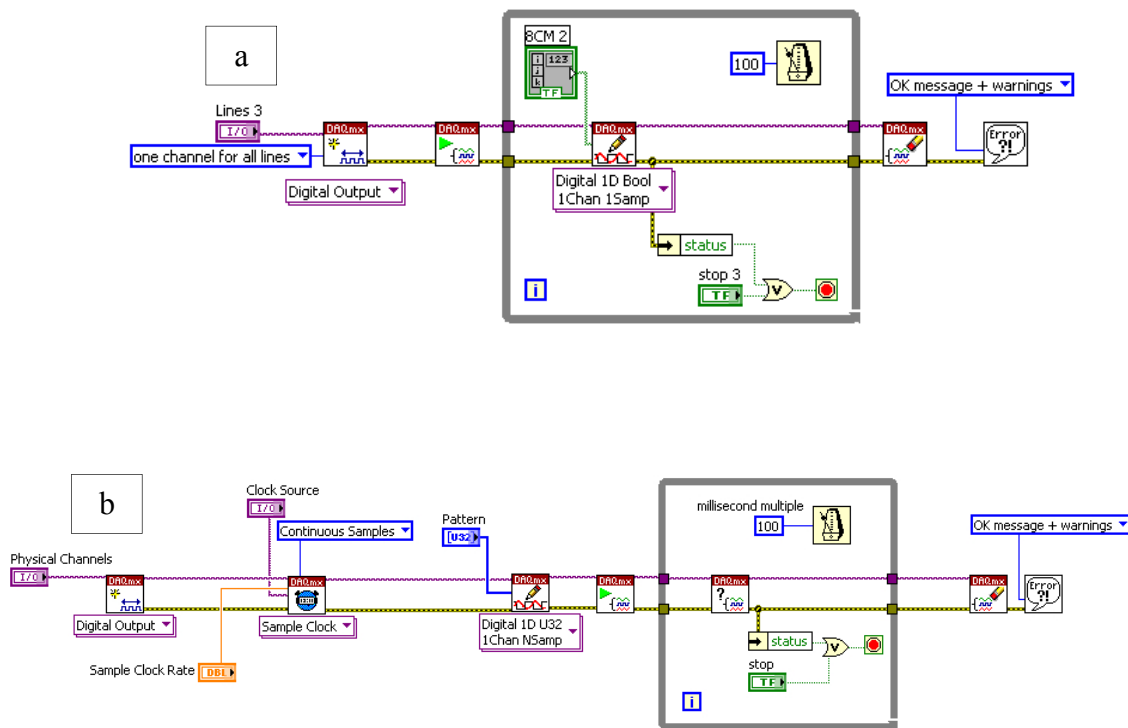 a
8CM 2
i
j
k
123
TF
100
OK message + warnings
Lines 3
I/O
DAQmx
DAQmx
DAQmx
DAQmx
Error
?!
one channel for all lines
Digital Output
Digital 1D Bool
1Chan 1Samp
status
stop 3
TF
V
i
b
Clock Source
I/O
Continuous Samples
Pattern
[U32]
millisecond multiple
100
OK message + warnings
Physical Channels
I/O
DAQmx
DAQmx
DAQmx
DAQmx
DAQmx
DAQmx
?
Error
?!
Digital Output
Sample Clock
Digital 1D U32
1Chan NSamp
status
V
Sample Clock Rate
DBL
stop
TF
i